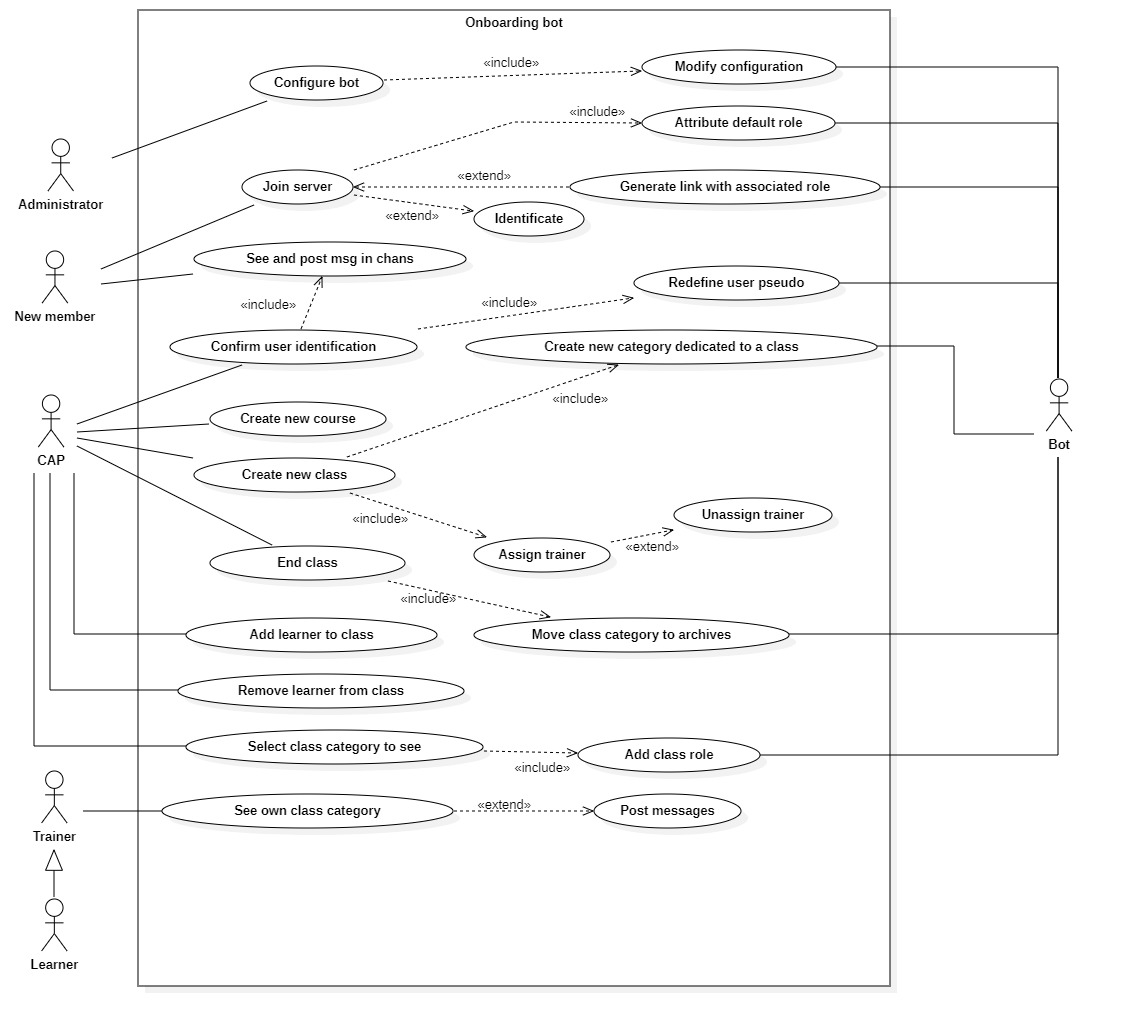 Onboarding bot
«include»
Modify configuration
Configure bot
«include»
Attribute default role
Administrator
Join server
«extend»
Generate link with associated role
«extend»
Identificate
New member
See and post msg in chans
«include»
«include»
Redefine user pseudo
Confirm user identification
Create new category dedicated to a class
«include»
CAP
Create new course
Bot
Create new class
«include»
Unassign trainer
Assign trainer
«extend»
End class
«include»
Add learner to class
Move class category to archives
Remove learner from class
Select class category to see
Add class role
«include»
Trainer
See own class category
«extend»
Post messages
Learner